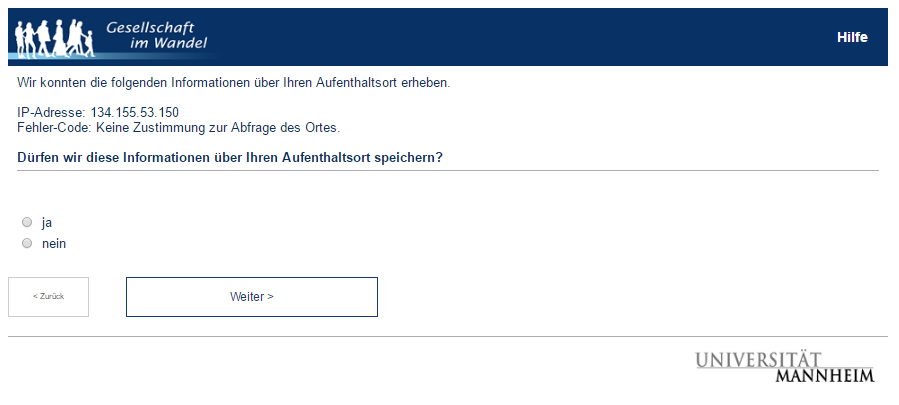 Gesellschaft
im Wandel
Hilfe
Wir konnten die folgenden Informationen über Ihren Aufenthaltsort erheben.
IP-Adresse: 134.155.53.150
Fehler-Code: Keine Zustimmung zur Abfrage des Ortes.
Dürfen wir diese Informationen über Ihren Aufenthaltsort speichern?
ja
nein
< Zurück
Weiter >
UNIVERSITÄT
MANNHEIM